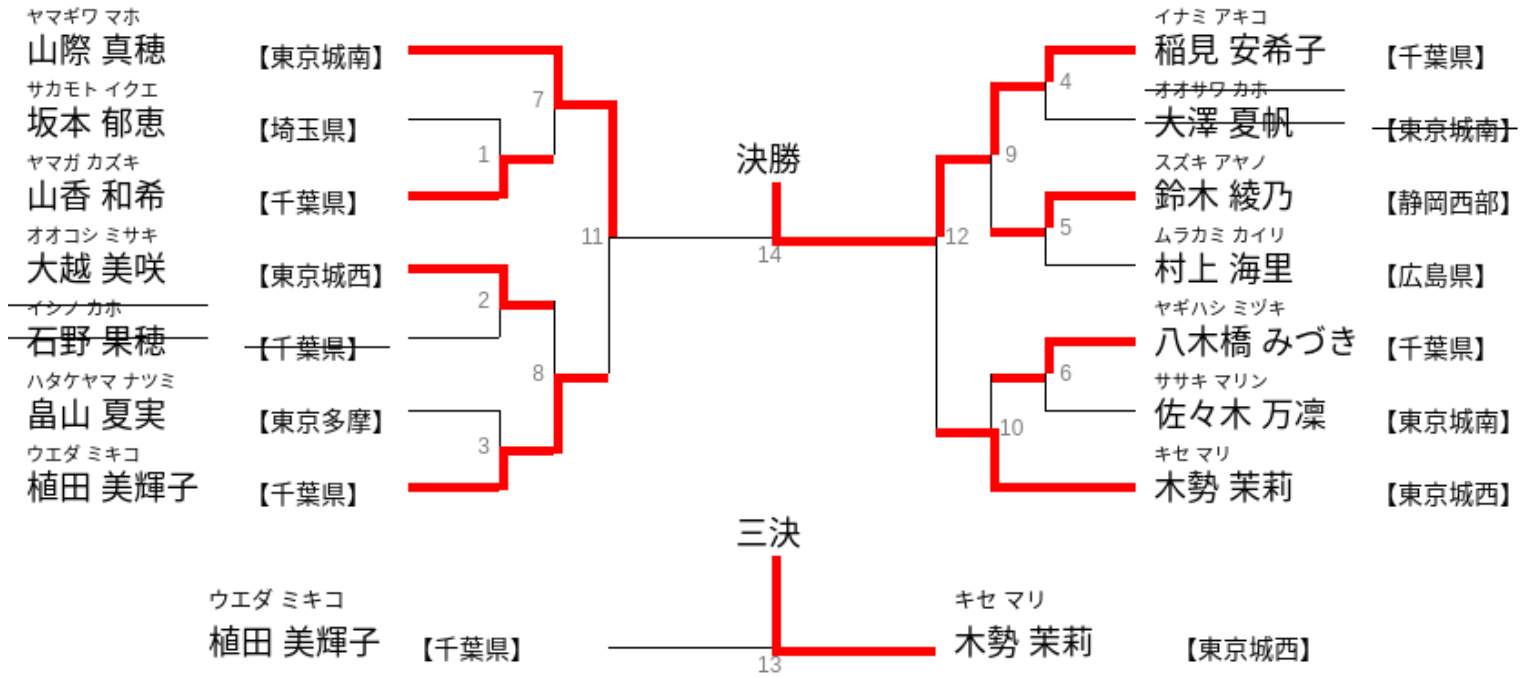 ヤマギワ マホ
山際 真穂 【東京城南】
サカモト イクエ
坂本 郁恵 【埼玉県】
ヤマガ カズキ
山香 和希 【千葉県】
オオコシ ミサキ
大越 美咲 【東京城西】
イシノ カホ
石野 果穂 【千葉県】
ハタケヤマ ナツミ
畠山 夏実 【東京多摩】
ウエダ ミキコ
植田 美輝子 【千葉県】
7
1
11
2
8
3
決勝
14
4
9
5
12
6
10
イナミ アキコ
稲見 安希子 【千葉県】
オオサワ カホ
大澤 夏帆 【東京城南】
スズキ アヤノ
鈴木 綾乃 【静岡西部】
ムラカミ カイリ
村上 海里 【広島県】
ヤギハシ ミヅキ
八木橋 みづき 【千葉県】
ササキ マリン
佐々木 万凜 【東京城南】
キセ マリ
木勢 茉莉 【東京城西】
三決
ウエダ ミキコ
植田 美輝子 【千葉県】
13
キセ マリ
木勢 茉莉 【東京城西】